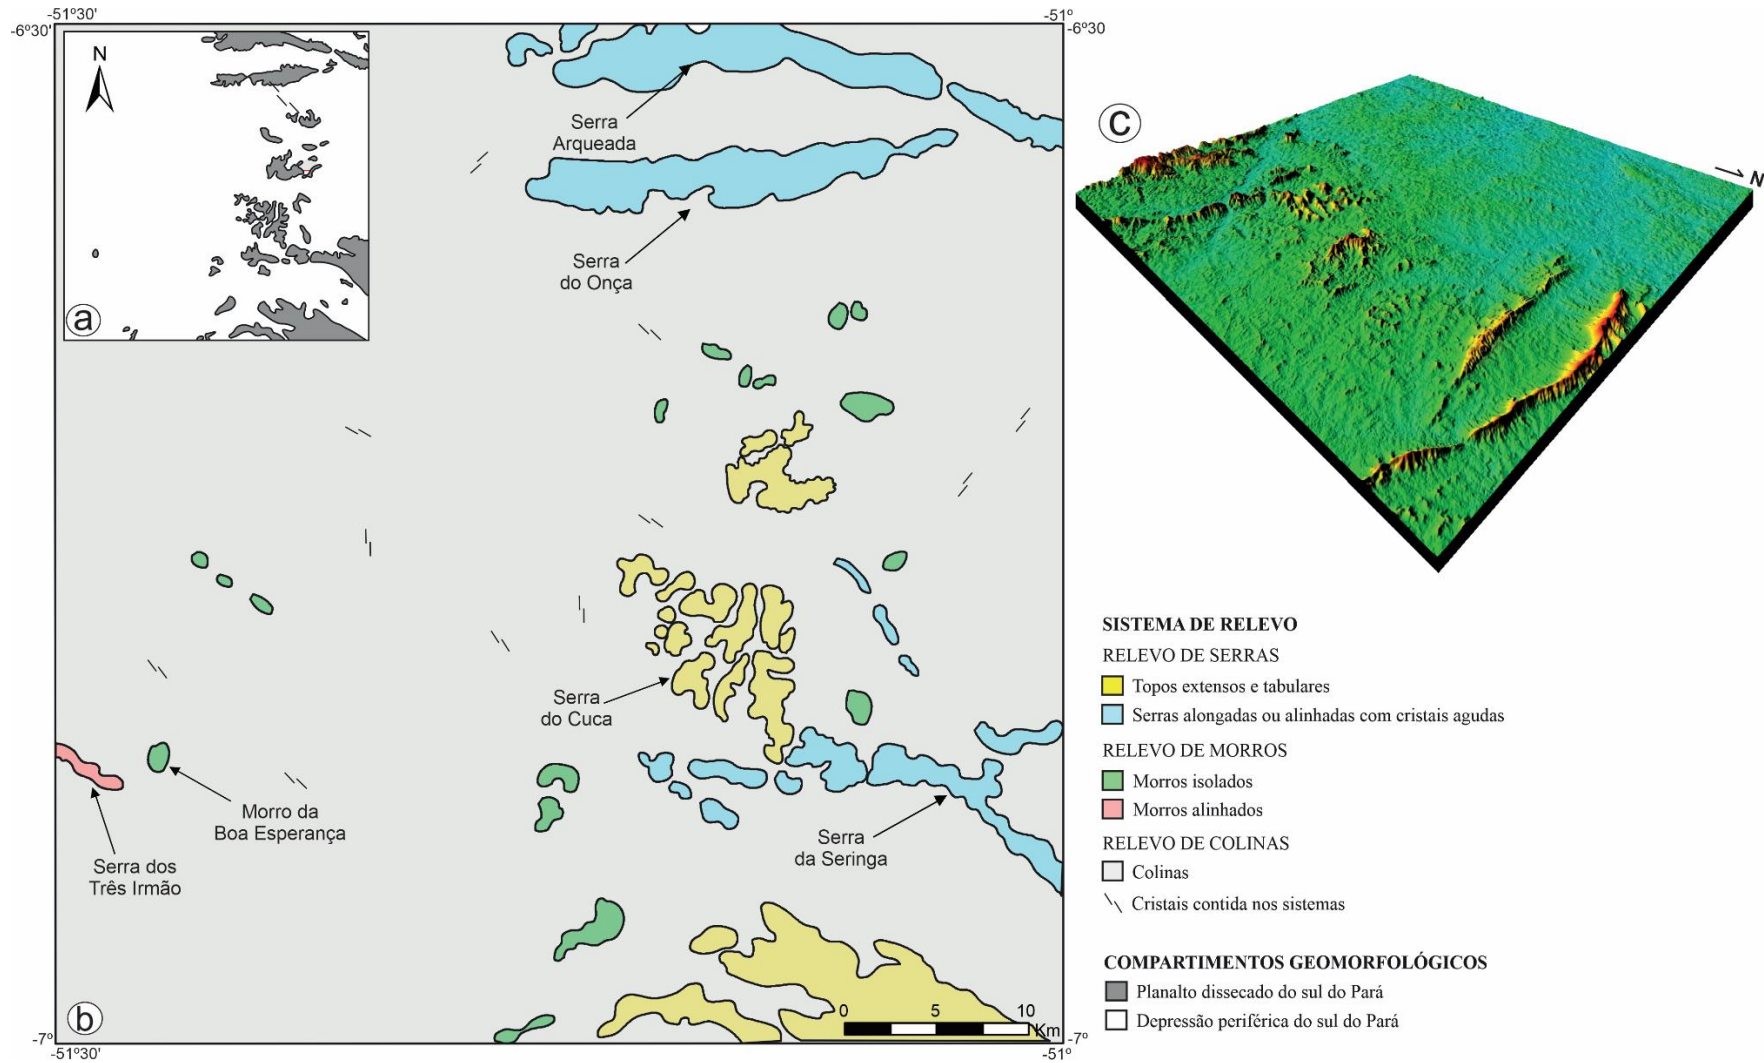 -51º30'
-51º
-6º30'
-6º30
N
a
Serra
Arqueada
Serra
do Onça
Serra
do Cuca
Morro da
Boa Esperança
Serra dos
Três Irmão
Serra
da Seringa
b
0
5
10
Km
-7º
-7º
-51º30'
-51º
C
N
SISTEMA DE RELEVO
RELEVO DE SERRAS
Topos extensos e tabulares
Serras alongadas ou alinhadas com cristais agudas
RELEVO DE MORROS
Morros isolados
Morros alinhados
RELEVO DE COLINAS
Colinas
Cristais contida nos sistemas
COMPARTIMENTOS GEOMORFOLÓGICOS
Planalto dissecado do sul do Pará
Depressão periférica do sul do Pará